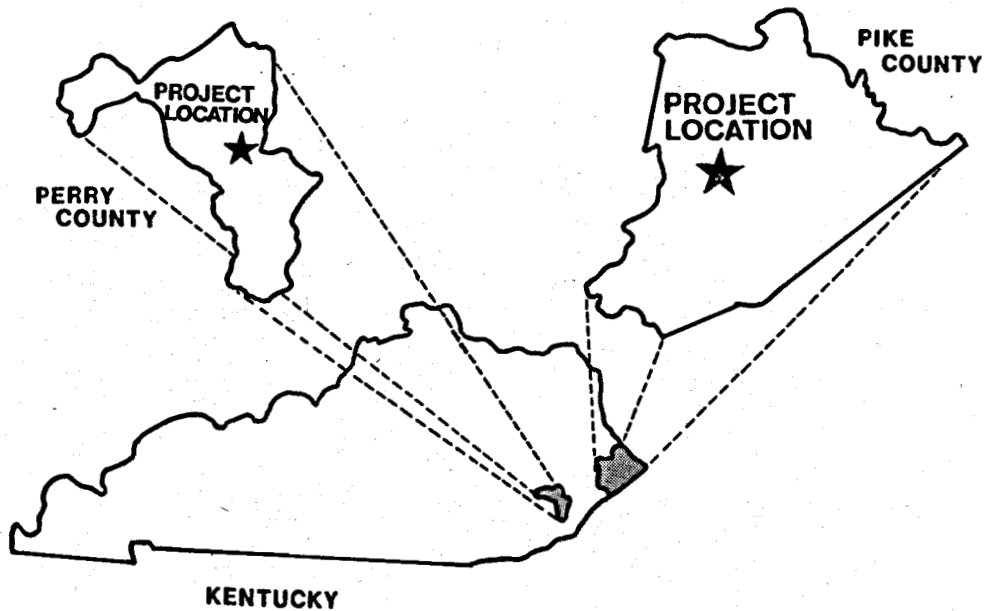 PROJECT
LOCATION
PERRY
COUNTY
PIKE
COUNTY
PROJECT
LOCATION
KENTUCKY